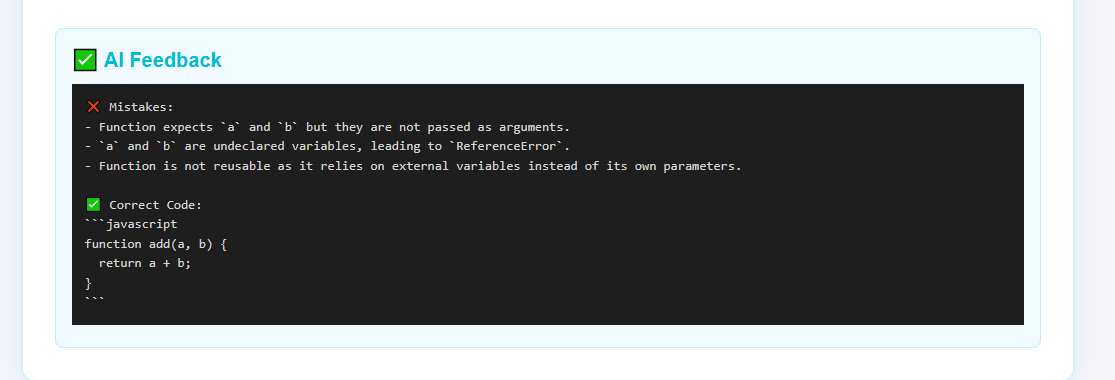 ✅ AI Feedback
❌ Mistakes:
- Function expects `a` and `b` but they are not passed as arguments.
- `a` and `b` are undeclared variables, leading to `ReferenceError`.
- Function is not reusable as it relies on external variables instead of its own parameters.
✅ Correct Code:
```javascript
function add(a, b) {
  return a + b;
}
```